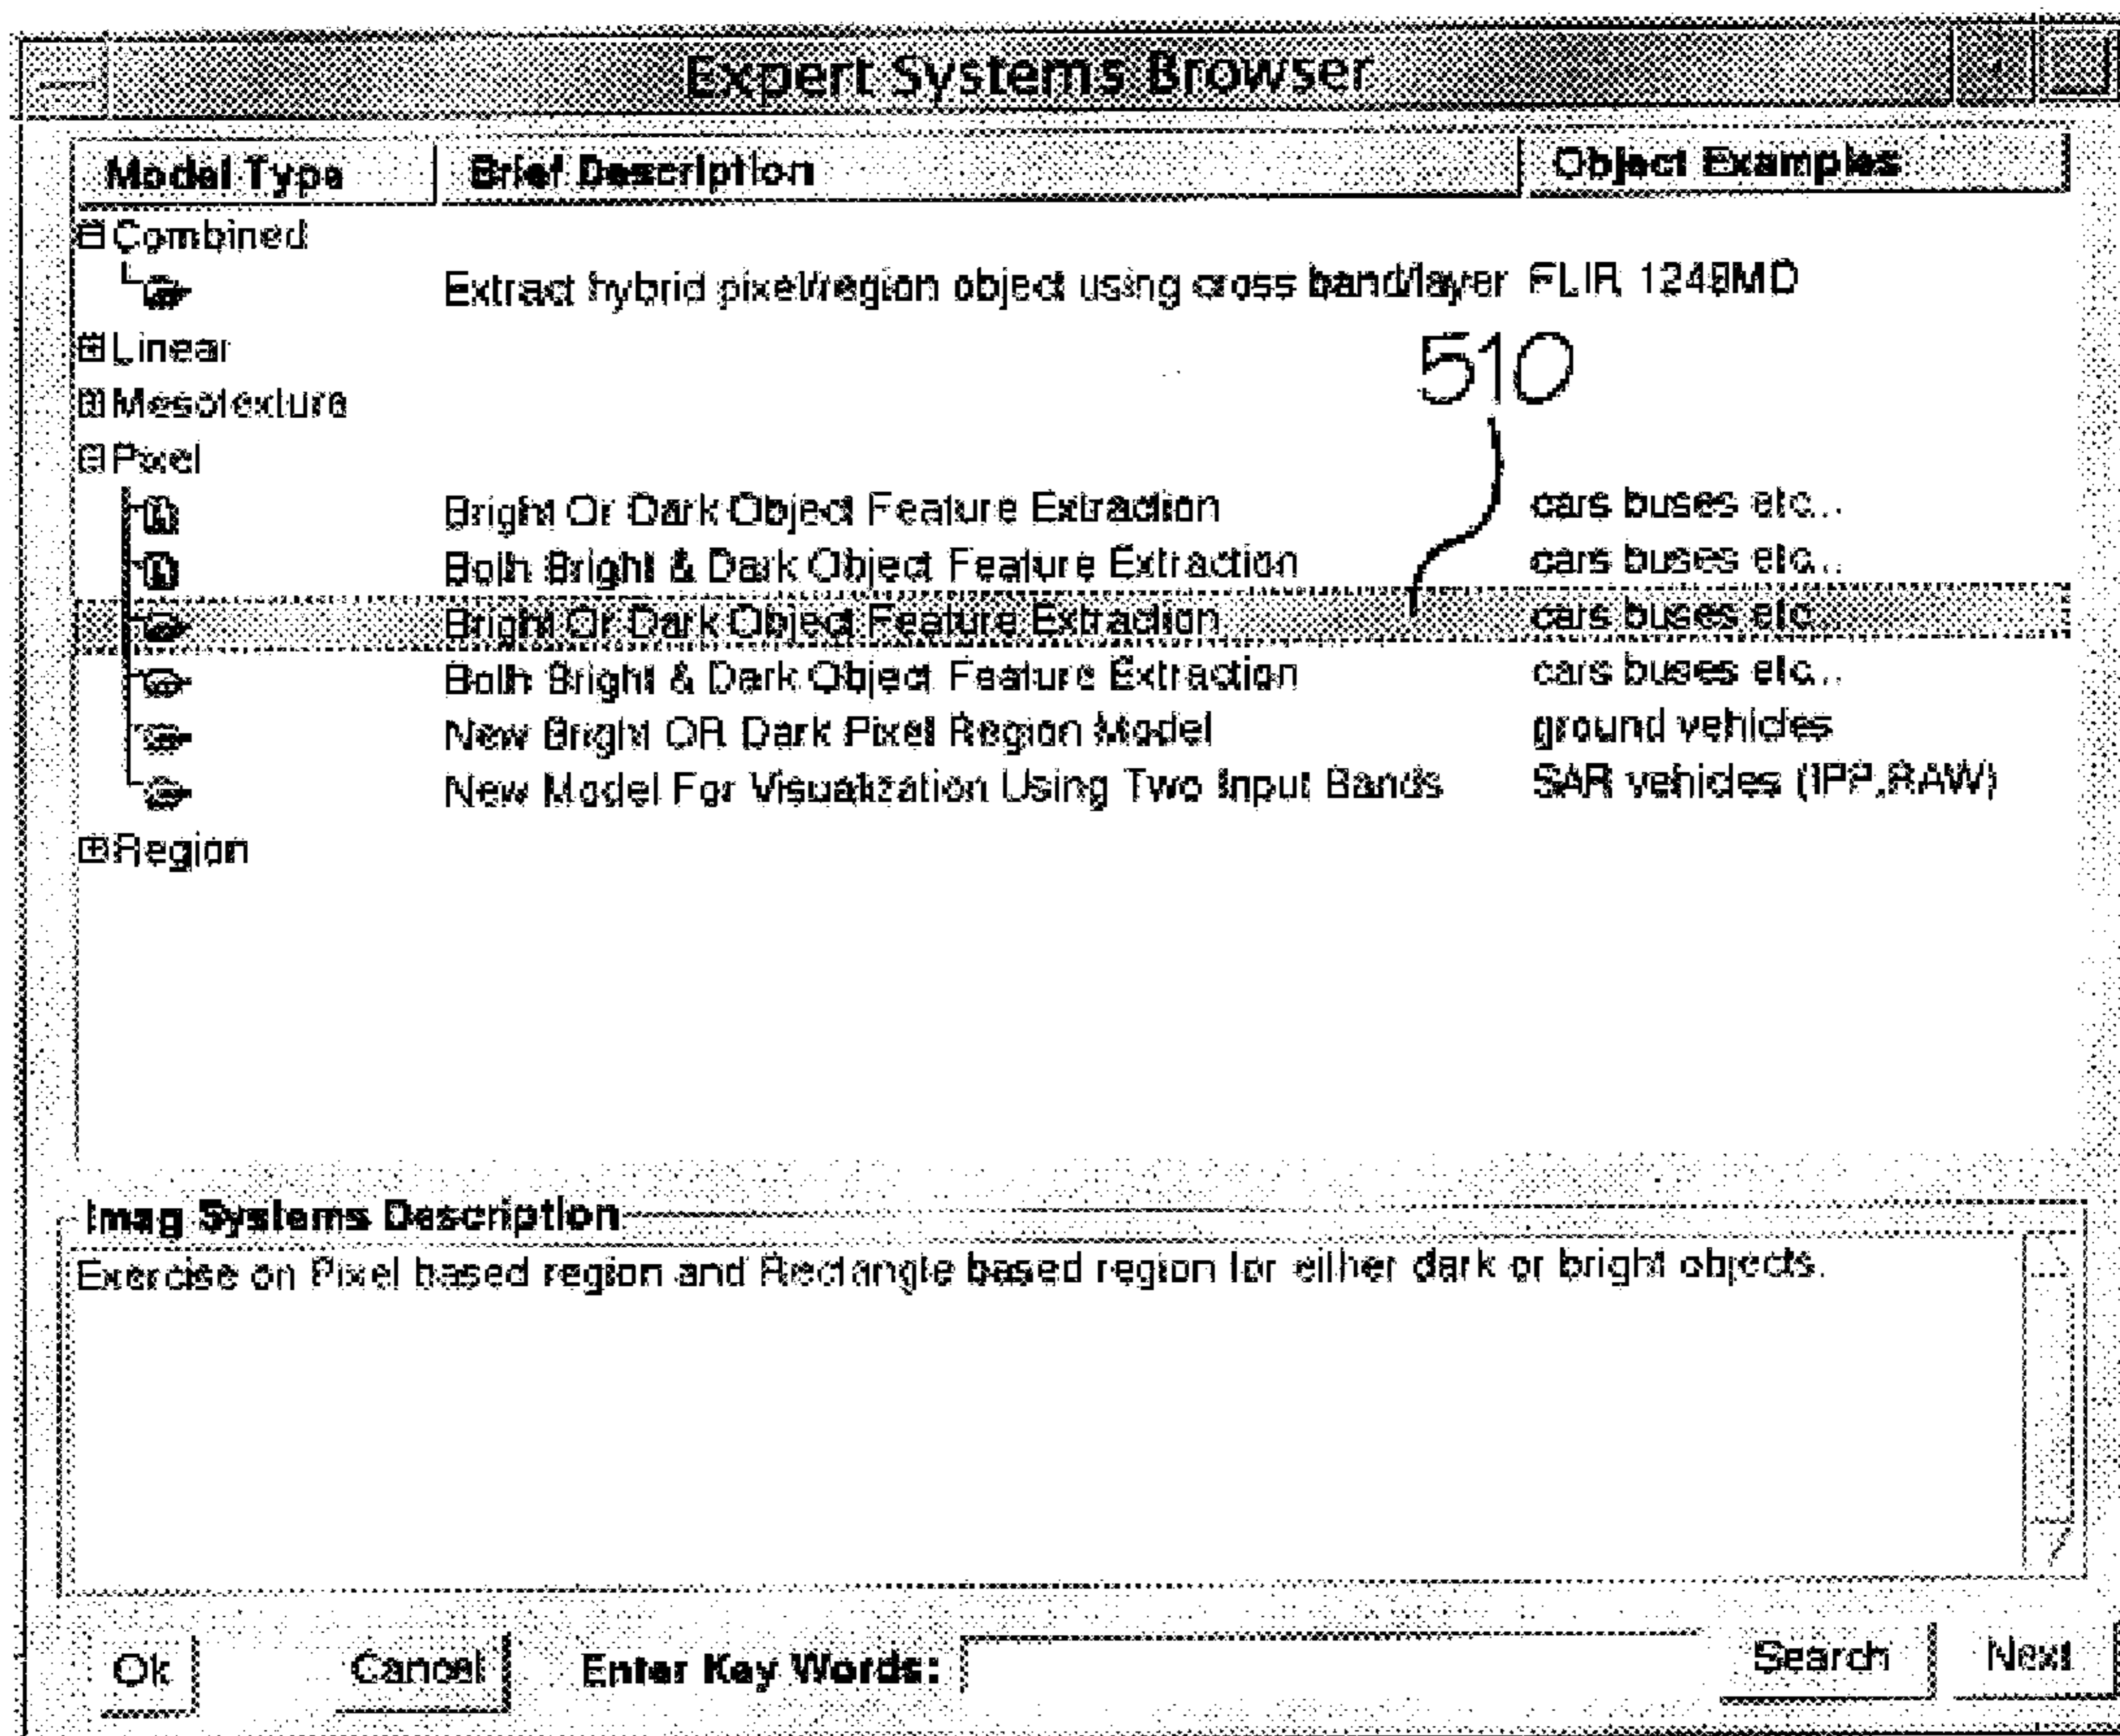 Expert Systems Browser
Model Type Brief Description Object Examples
Combined
Extract hybrid pixel/region object using cross band/layer FLIR 1248MD
Linear
510
Mesotexture
Pixel
Bright Or Dark Object Feature Extraction cars buses etc...
Both Bright & Dark Object Feature Extraction cars buses etc...
Bright Or Dark Object Feature Extraction cars buses etc...
Both Bright & Dark Object Feature Extraction cars buses etc...
New Bright OR Dark Pixel Region Model ground vehicles
New Model For Visualization Using Two Input Bands SAR vehicles (IPP,RAW)
Region
Imag Systems Description
Exercise on Pixel based region and Rectangle based region for either dark or bright objects.
Ok Cancel Enter Key Words: Search Next